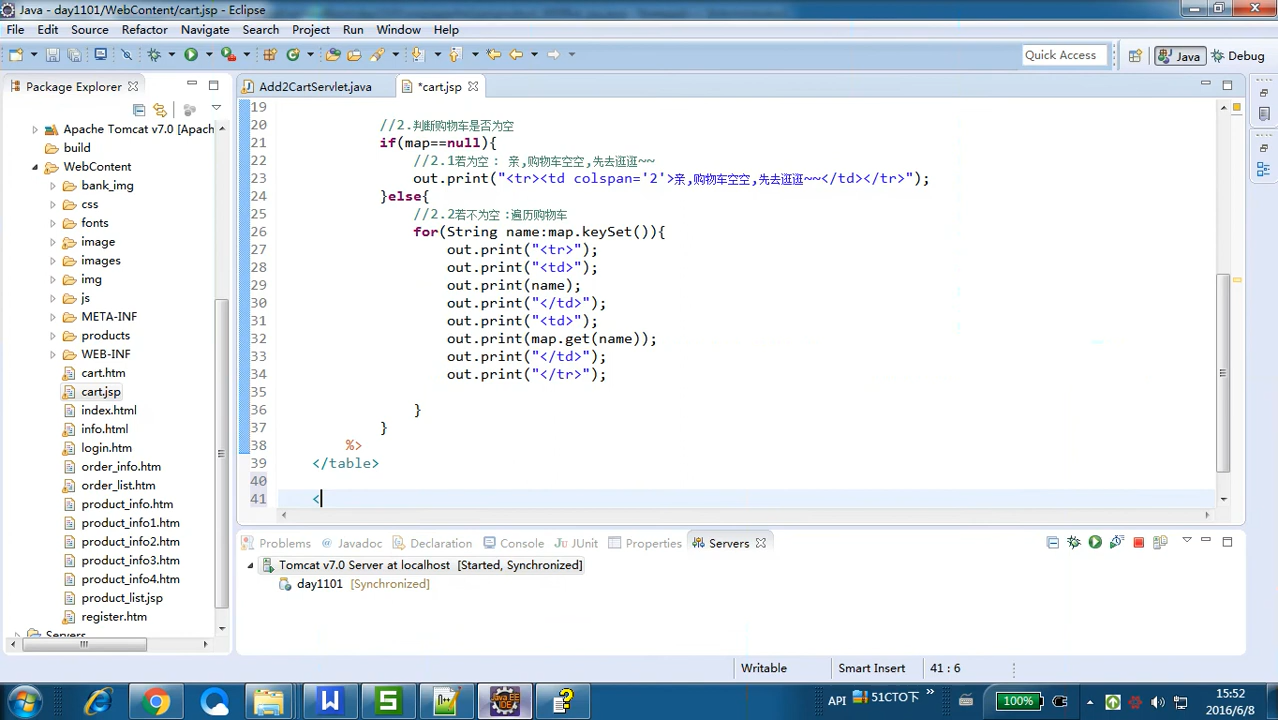 Java - day1101/WebContent/cart.jsp - Eclipse
File Edit Source Refactor Navigate Search Project Run Window Help
Quick Access Java Debug
Package Explorer
Apache Tomcat v7.0 [Apach
build
WebContent
bank_img
css
fonts
image
images
img
js
META-INF
products
WEB-INF
cart.htm
cart.jsp
index.html
info.html
login.htm
order_info.htm
order_list.htm
product_info.htm
product_info1.htm
product_info2.htm
product_info3.htm
product_info4.htm
product_list.jsp
register.htm
Servers
Add2CartServlet.java *cart.jsp
19
20 //2.判断购物车是否为空
21 if(map==null){
22 //2.1若为空： 亲,购物车空空,先去逛逛~~
23 out.print("<tr><td colspan='2'>亲,购物车空空,先去逛逛~~</td></tr>");
24 }else{
25 //2.2若不为空：遍历购物车
26 for(String name:map.keySet()){
27 out.print("<tr>");
28 out.print("<td>");
29 out.print(name);
30 out.print("</td>");
31 out.print("<td>");
32 out.print(map.get(name));
33 out.print("</td>");
34 out.print("</tr>");
35
36 }
37 }
38 %>
39 </table>
40
41 <
Problems Javadoc Declaration Console JUnit Properties Servers
Tomcat v7.0 Server at localhost [Started, Synchronized]
day1101 [Synchronized]
Writable Smart Insert 41 : 6
API 51CTO下 » 100% 15:52
2016/6/8